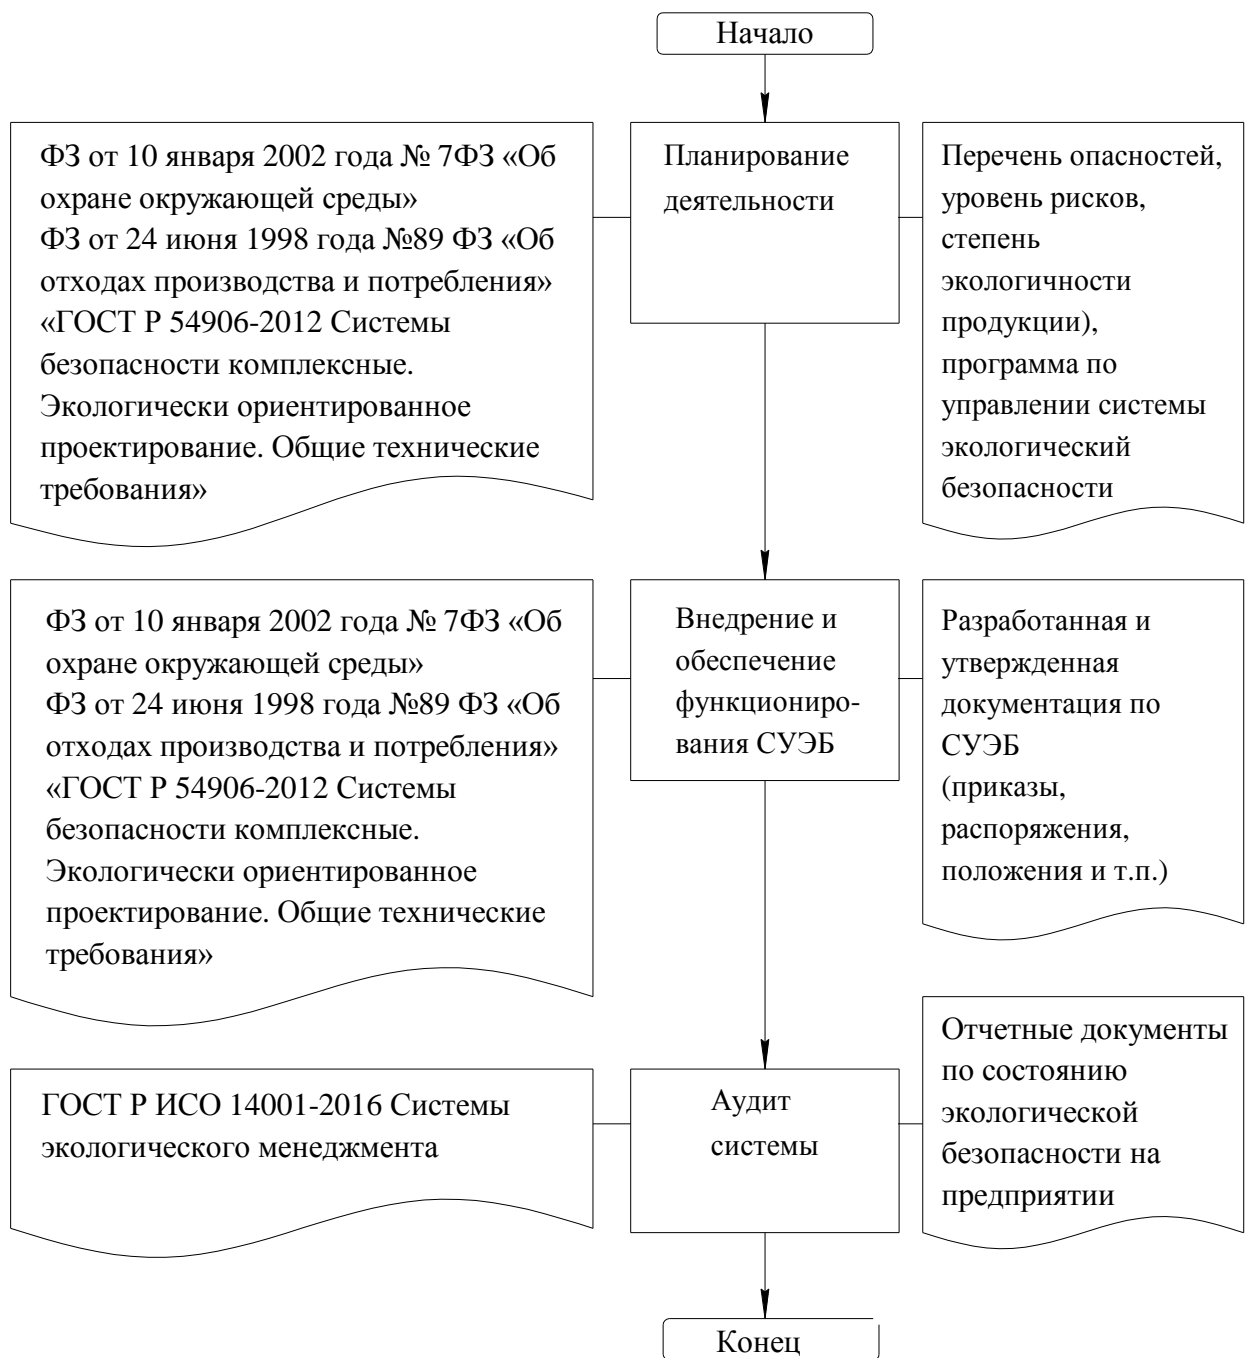 Начало
ФЗ от 10 января 2002 года № 7ФЗ «Об
охране окружающей среды»
ФЗ от 24 июня 1998 года №89 ФЗ «Об
отходах производства и потребления»
«ГОСТ Р 54906-2012 Системы
безопасности комплексные.
Экологически ориентированное
проектирование. Общие технические
требования»
Планирование
деятельности
Перечень опасностей,
уровень рисков,
степень
экологичности
продукции),
программа по
управлении системы
экологический
безопасности
ФЗ от 10 января 2002 года № 7ФЗ «Об
охране окружающей среды»
ФЗ от 24 июня 1998 года №89 ФЗ «Об
отходах производства и потребления»
«ГОСТ Р 54906-2012 Системы
безопасности комплексные.
Экологически ориентированное
проектирование. Общие технические
требования»
Внедрение и
обеспечение
функциониро-
вания СУЭБ
Разработанная и
утвержденная
документация по
СУЭБ
(приказы,
распоряжения,
положения и т.п.)
ГОСТ Р ИСО 14001-2016 Системы
экологического менеджмента
Аудит
системы
Отчетные документы
по состоянию
экологической
безопасности на
предприятии
Конец